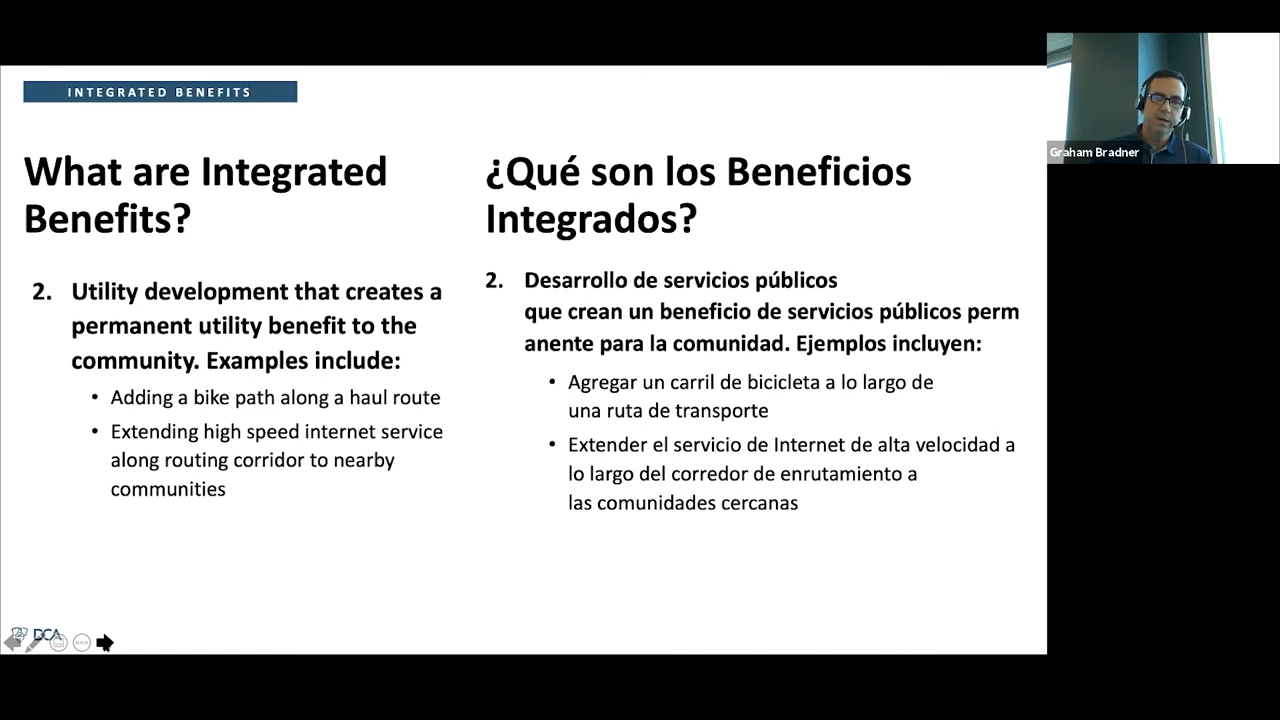 INTEGRATED BENEFITS
What are Integrated
Benefits?
2. Utility development that creates a
permanent utility benefit to the
community. Examples include:
• Adding a bike path along a haul route
• Extending high speed internet service
along routing corridor to nearby
communities
¿Qué son los Beneficios
Integrados?
2. Desarrollo de servicios públicos
que crean un beneficio de servicios públicos perm
anente para la comunidad. Ejemplos incluyen:
• Agregar un carril de bicicleta a lo largo de
una ruta de transporte
• Extender el servicio de Internet de alta velocidad a
lo largo del corredor de enrutamiento a
las comunidades cercanas
DCA
Graham Bradner